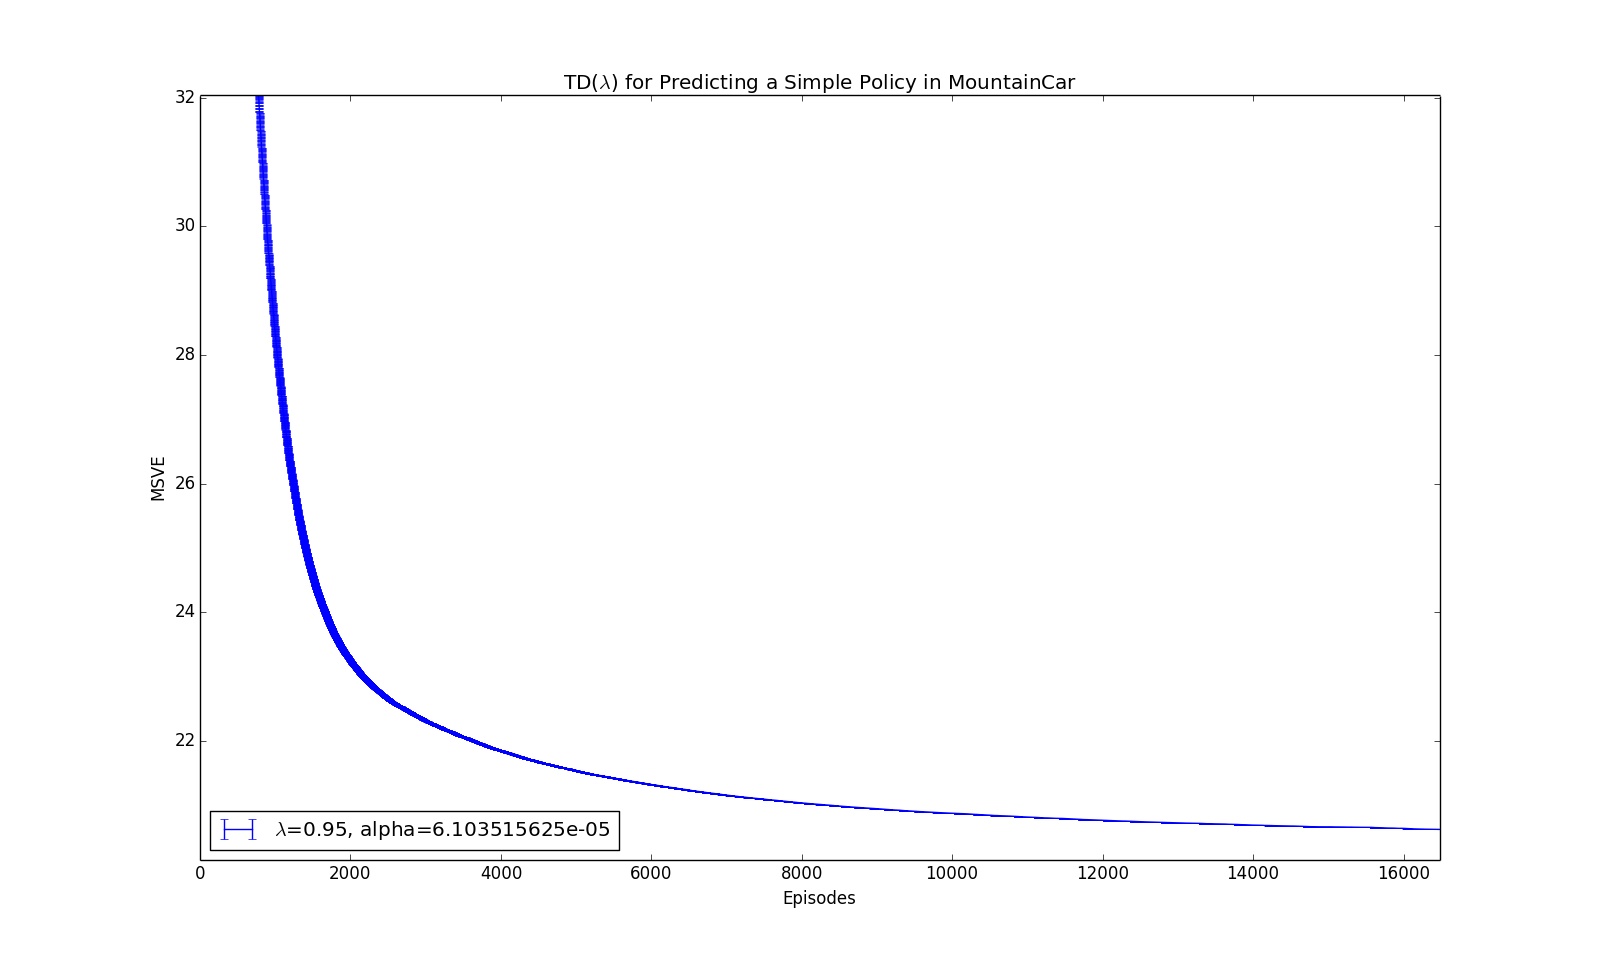 TD(λ) for Predicting a Simple Policy in MountainCar
32
30
28
26
24
22
MSVE
λ=0.95, alpha=6.103515625e-05
0 2000 4000 6000 8000 10000 12000 14000 16000
Episodes